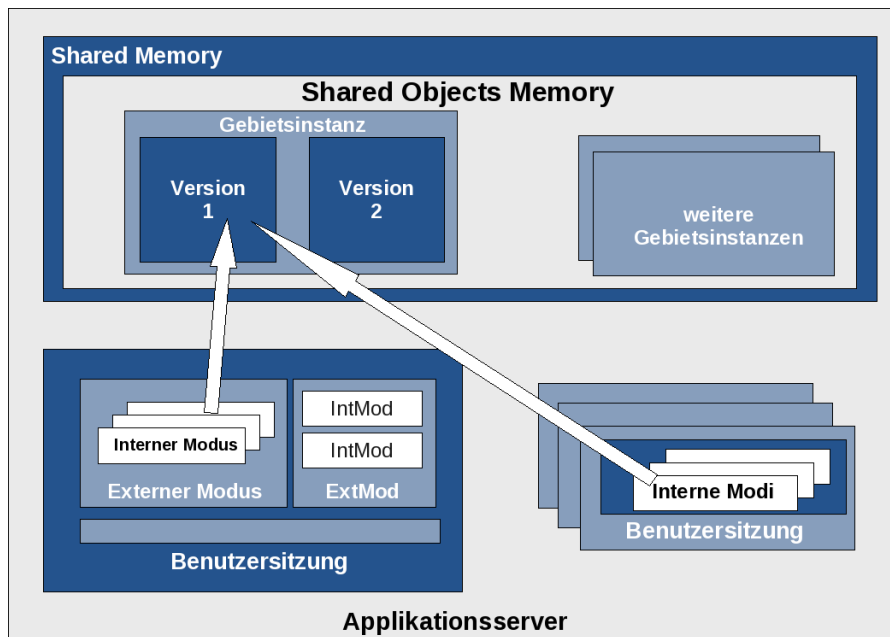 Shared Memory
Shared Objects Memory
Gebietsinstanz
Version
1
Version
2
weitere
Gebietsinstanzen
Interner Modus
Externer Modus
IntMod
IntMod
ExtMod
Benutzersitzung
Interne Modi
Benutzersitzung
Applikationsserver